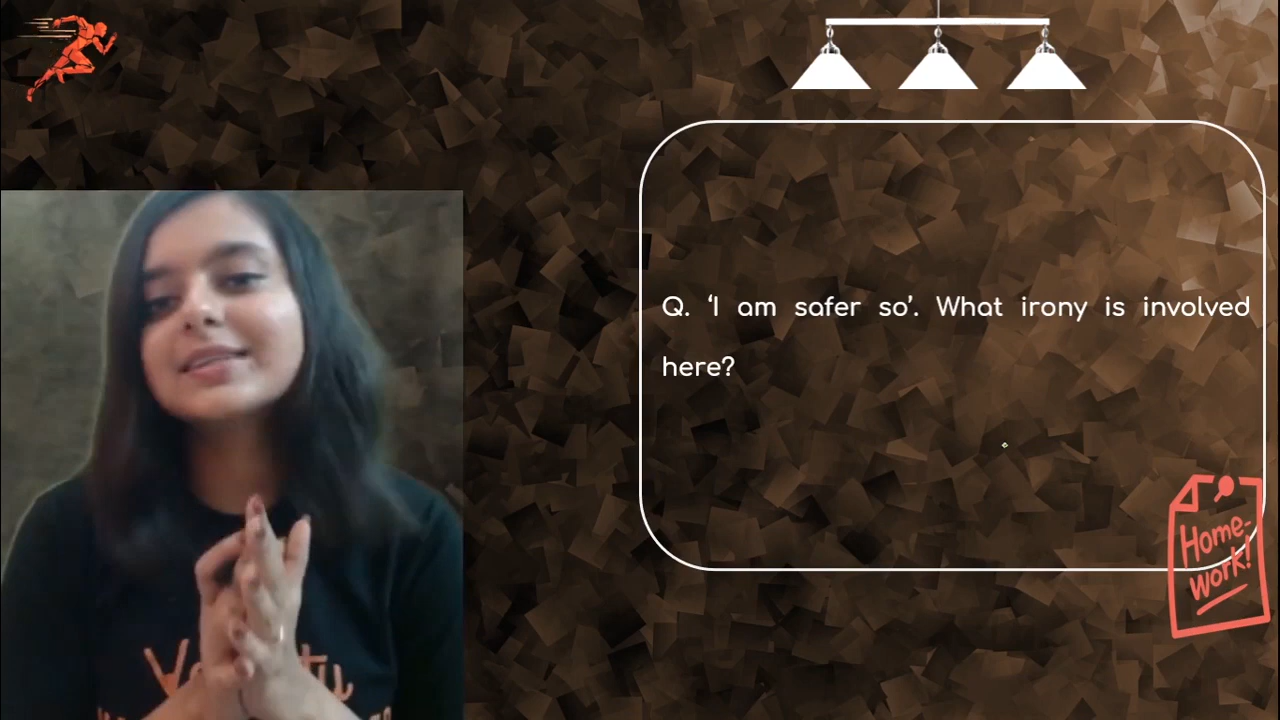 Q. ‘I am safer so’. What irony is involved
here?
Home-
work!